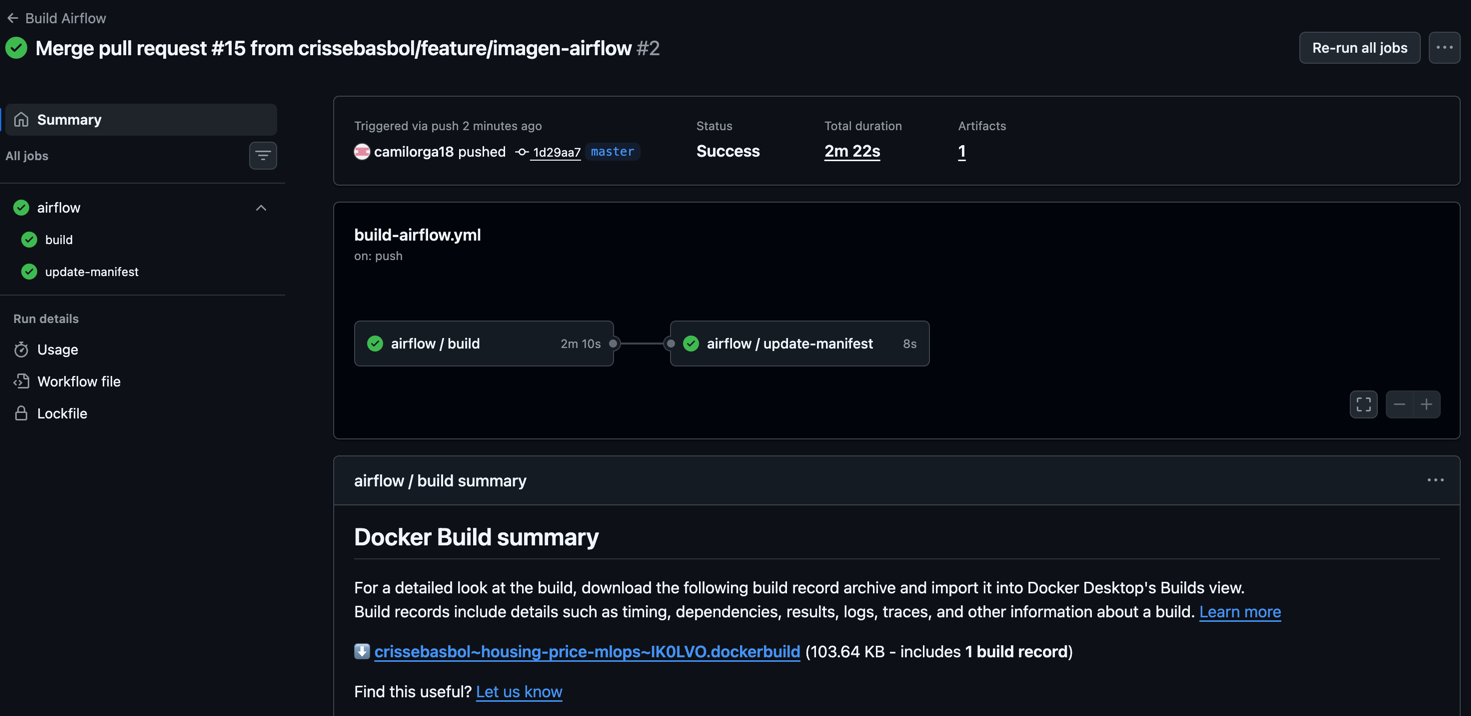 Build Airflow
Merge pull request #15 from crissebasbol/feature/imagen-airflow #2
Re-run all jobs
Summary
All jobs
airflow
build
update-manifest
Run details
Usage
Workflow file
Lockfile
Triggered via push 2 minutes ago
camilorga18 pushed 1d29aa7 master
Status
Success
Total duration
2m 22s
Artifacts
1
build-airflow.yml
on: push
airflow / build 2m 10s
airflow / update-manifest 8s
airflow / build summary
Docker Build summary
For a detailed look at the build, download the following build record archive and import it into Docker Desktop's Builds view.
Build records include details such as timing, dependencies, results, logs, traces, and other information about a build. Learn more
crissebasbol~housing-price-mlops~IK0LVO.dockerbuild (103.64 KB - includes 1 build record)
Find this useful? Let us know